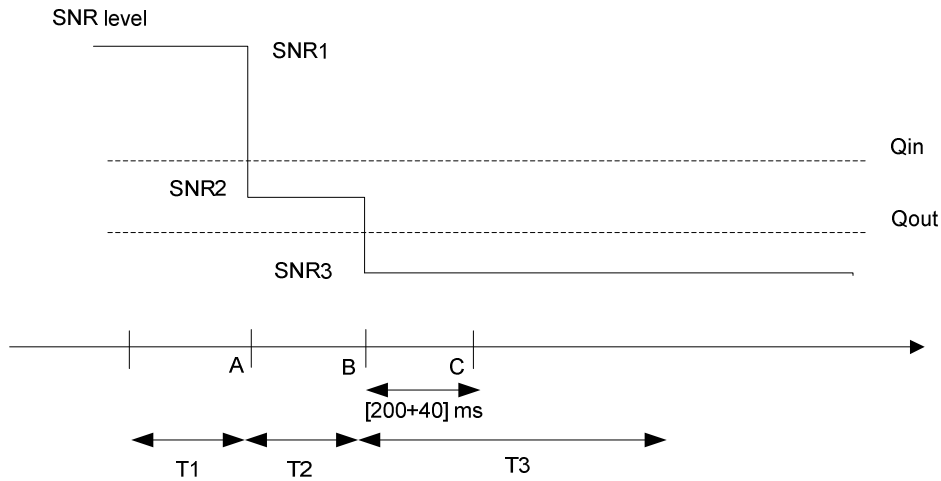 SNR level
SNR1
Qin
SNR2
Qout
SNR3
A
B
C
[200+40] ms
T1
T2
T3